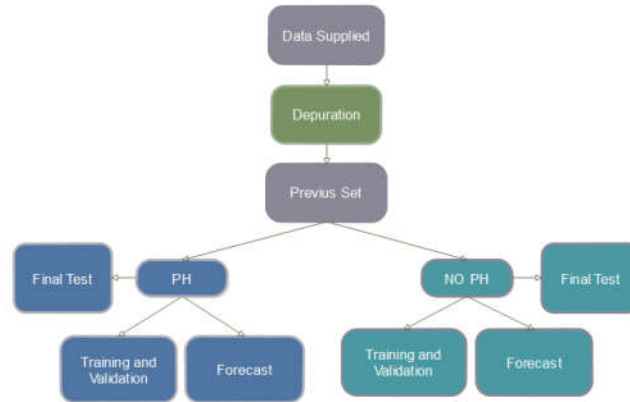 Data Supplied
Depuration
Previus Set
Final Test
PH
NO PH
Final Test
Training and
Validation
Forecast
Training and
Validation
Forecast